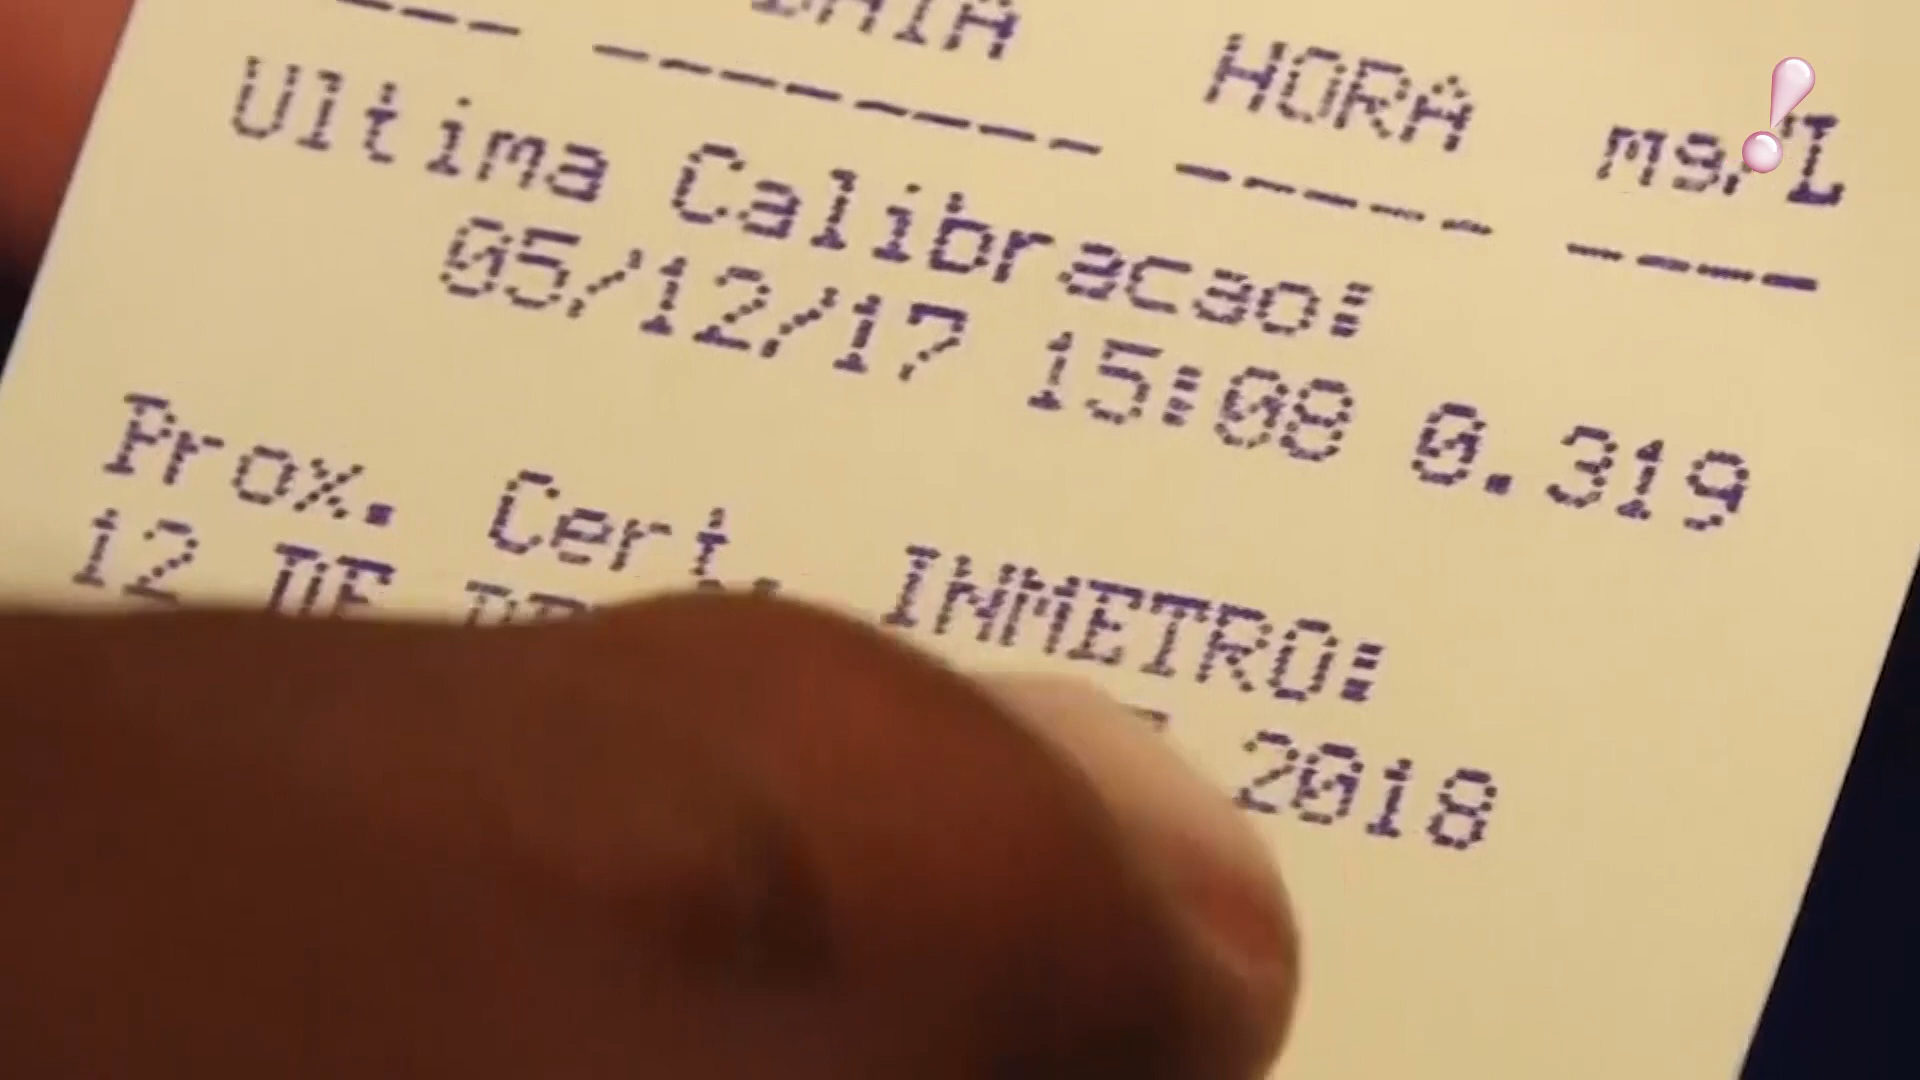 DATA HORA mg/L
Ultima Calibracao:
05/12/17 15:08 0.319
Prox. Cert. INMETRO:
12 DE 2018